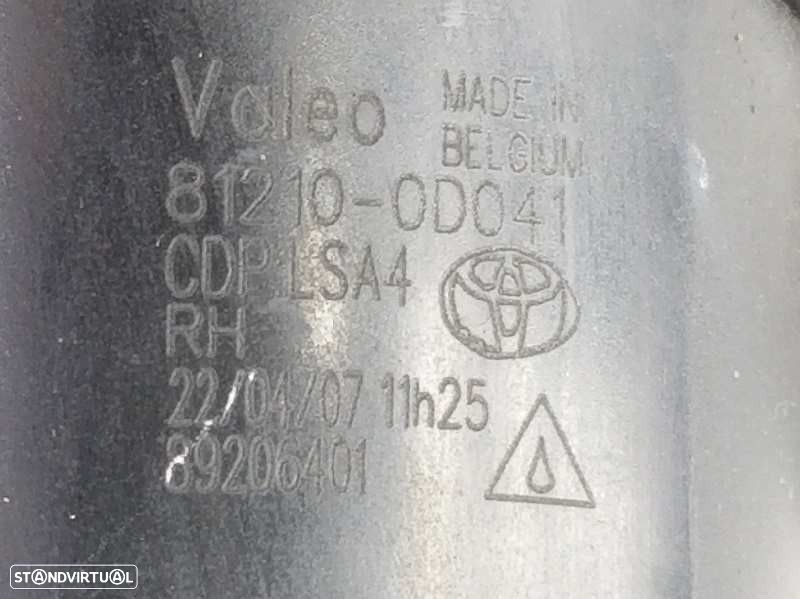 Valeo MADE IN
BELGIUM
81210-0D041
CDP LSA4
RH
22/04/07 11h25
89206401
STANDVIRTUAL